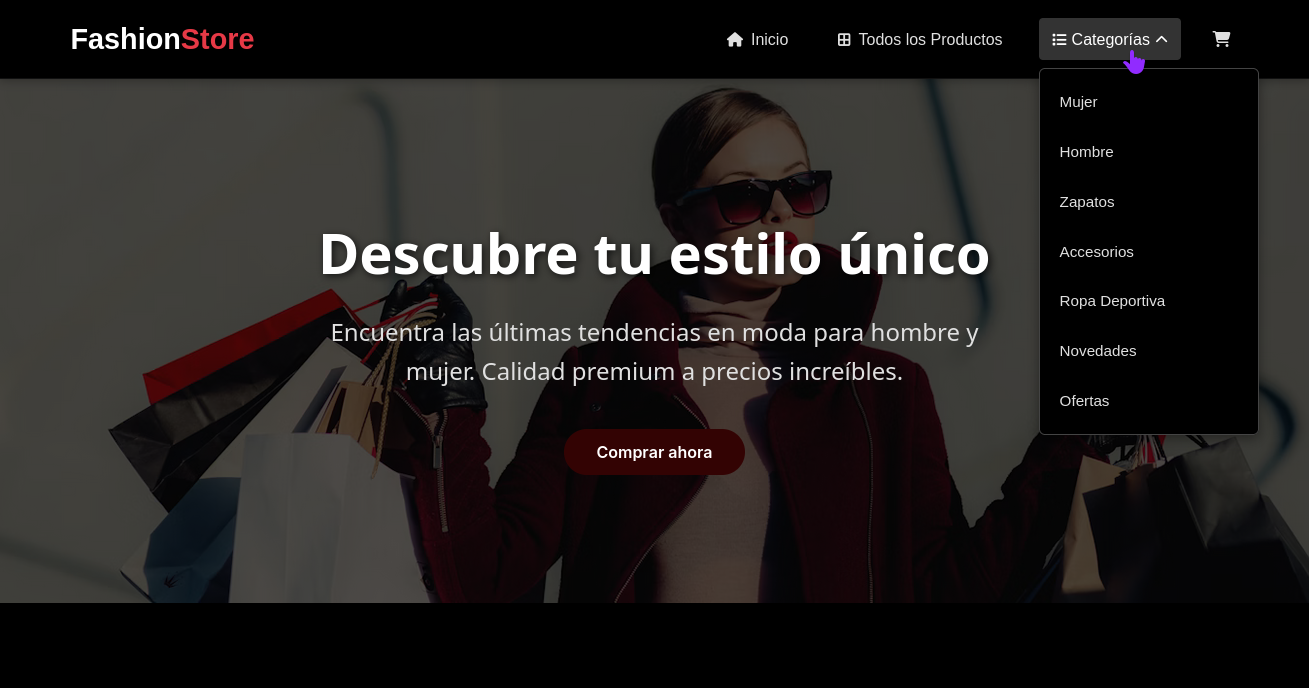 FashionStore
Inicio
Todos los Productos
Categorías
Mujer
Hombre
Zapatos
Accesorios
Ropa Deportiva
Novedades
Ofertas
Descubre tu estilo único
Encuentra las últimas tendencias en moda para hombre y
mujer. Calidad premium a precios increíbles.
Comprar ahora